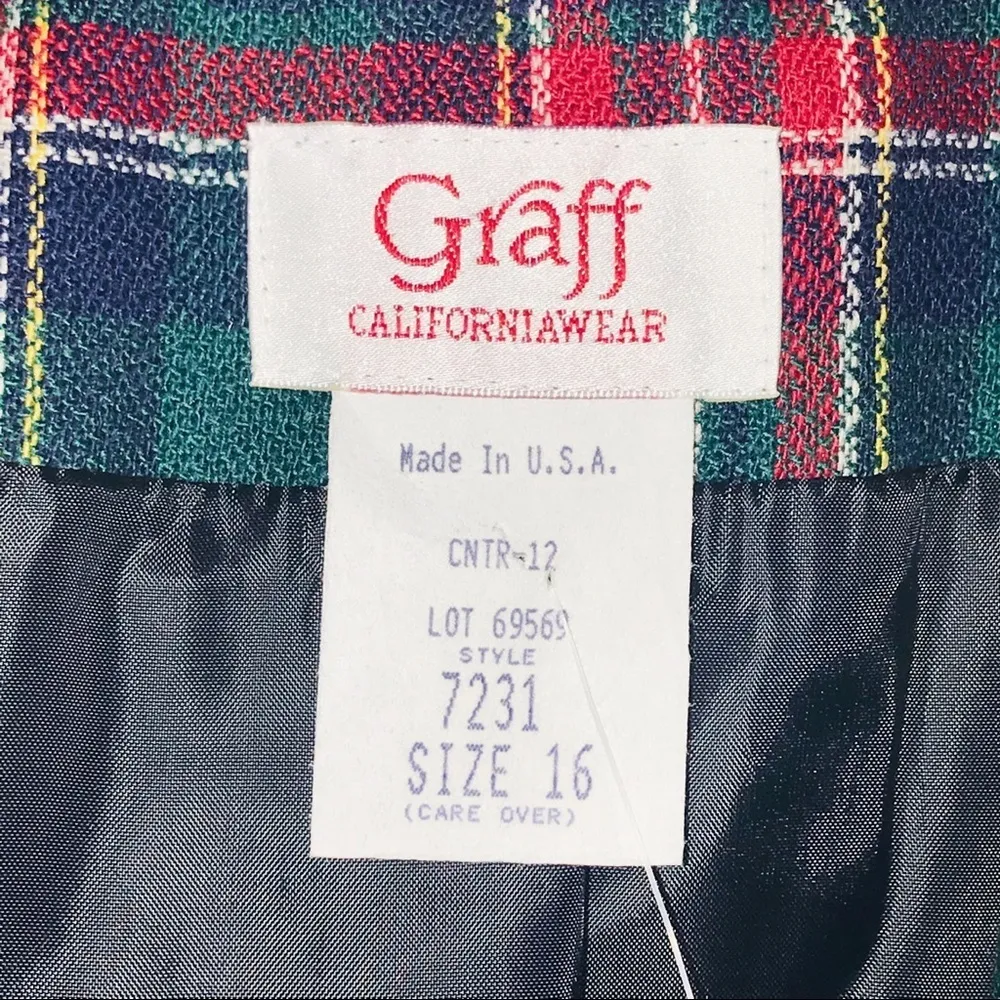 Graff
CALIFORNIAWEAR
Made In U.S.A.
CNTR-12
LOT 69569
STYLE
7231
SIZE 16
(CARE OVER)